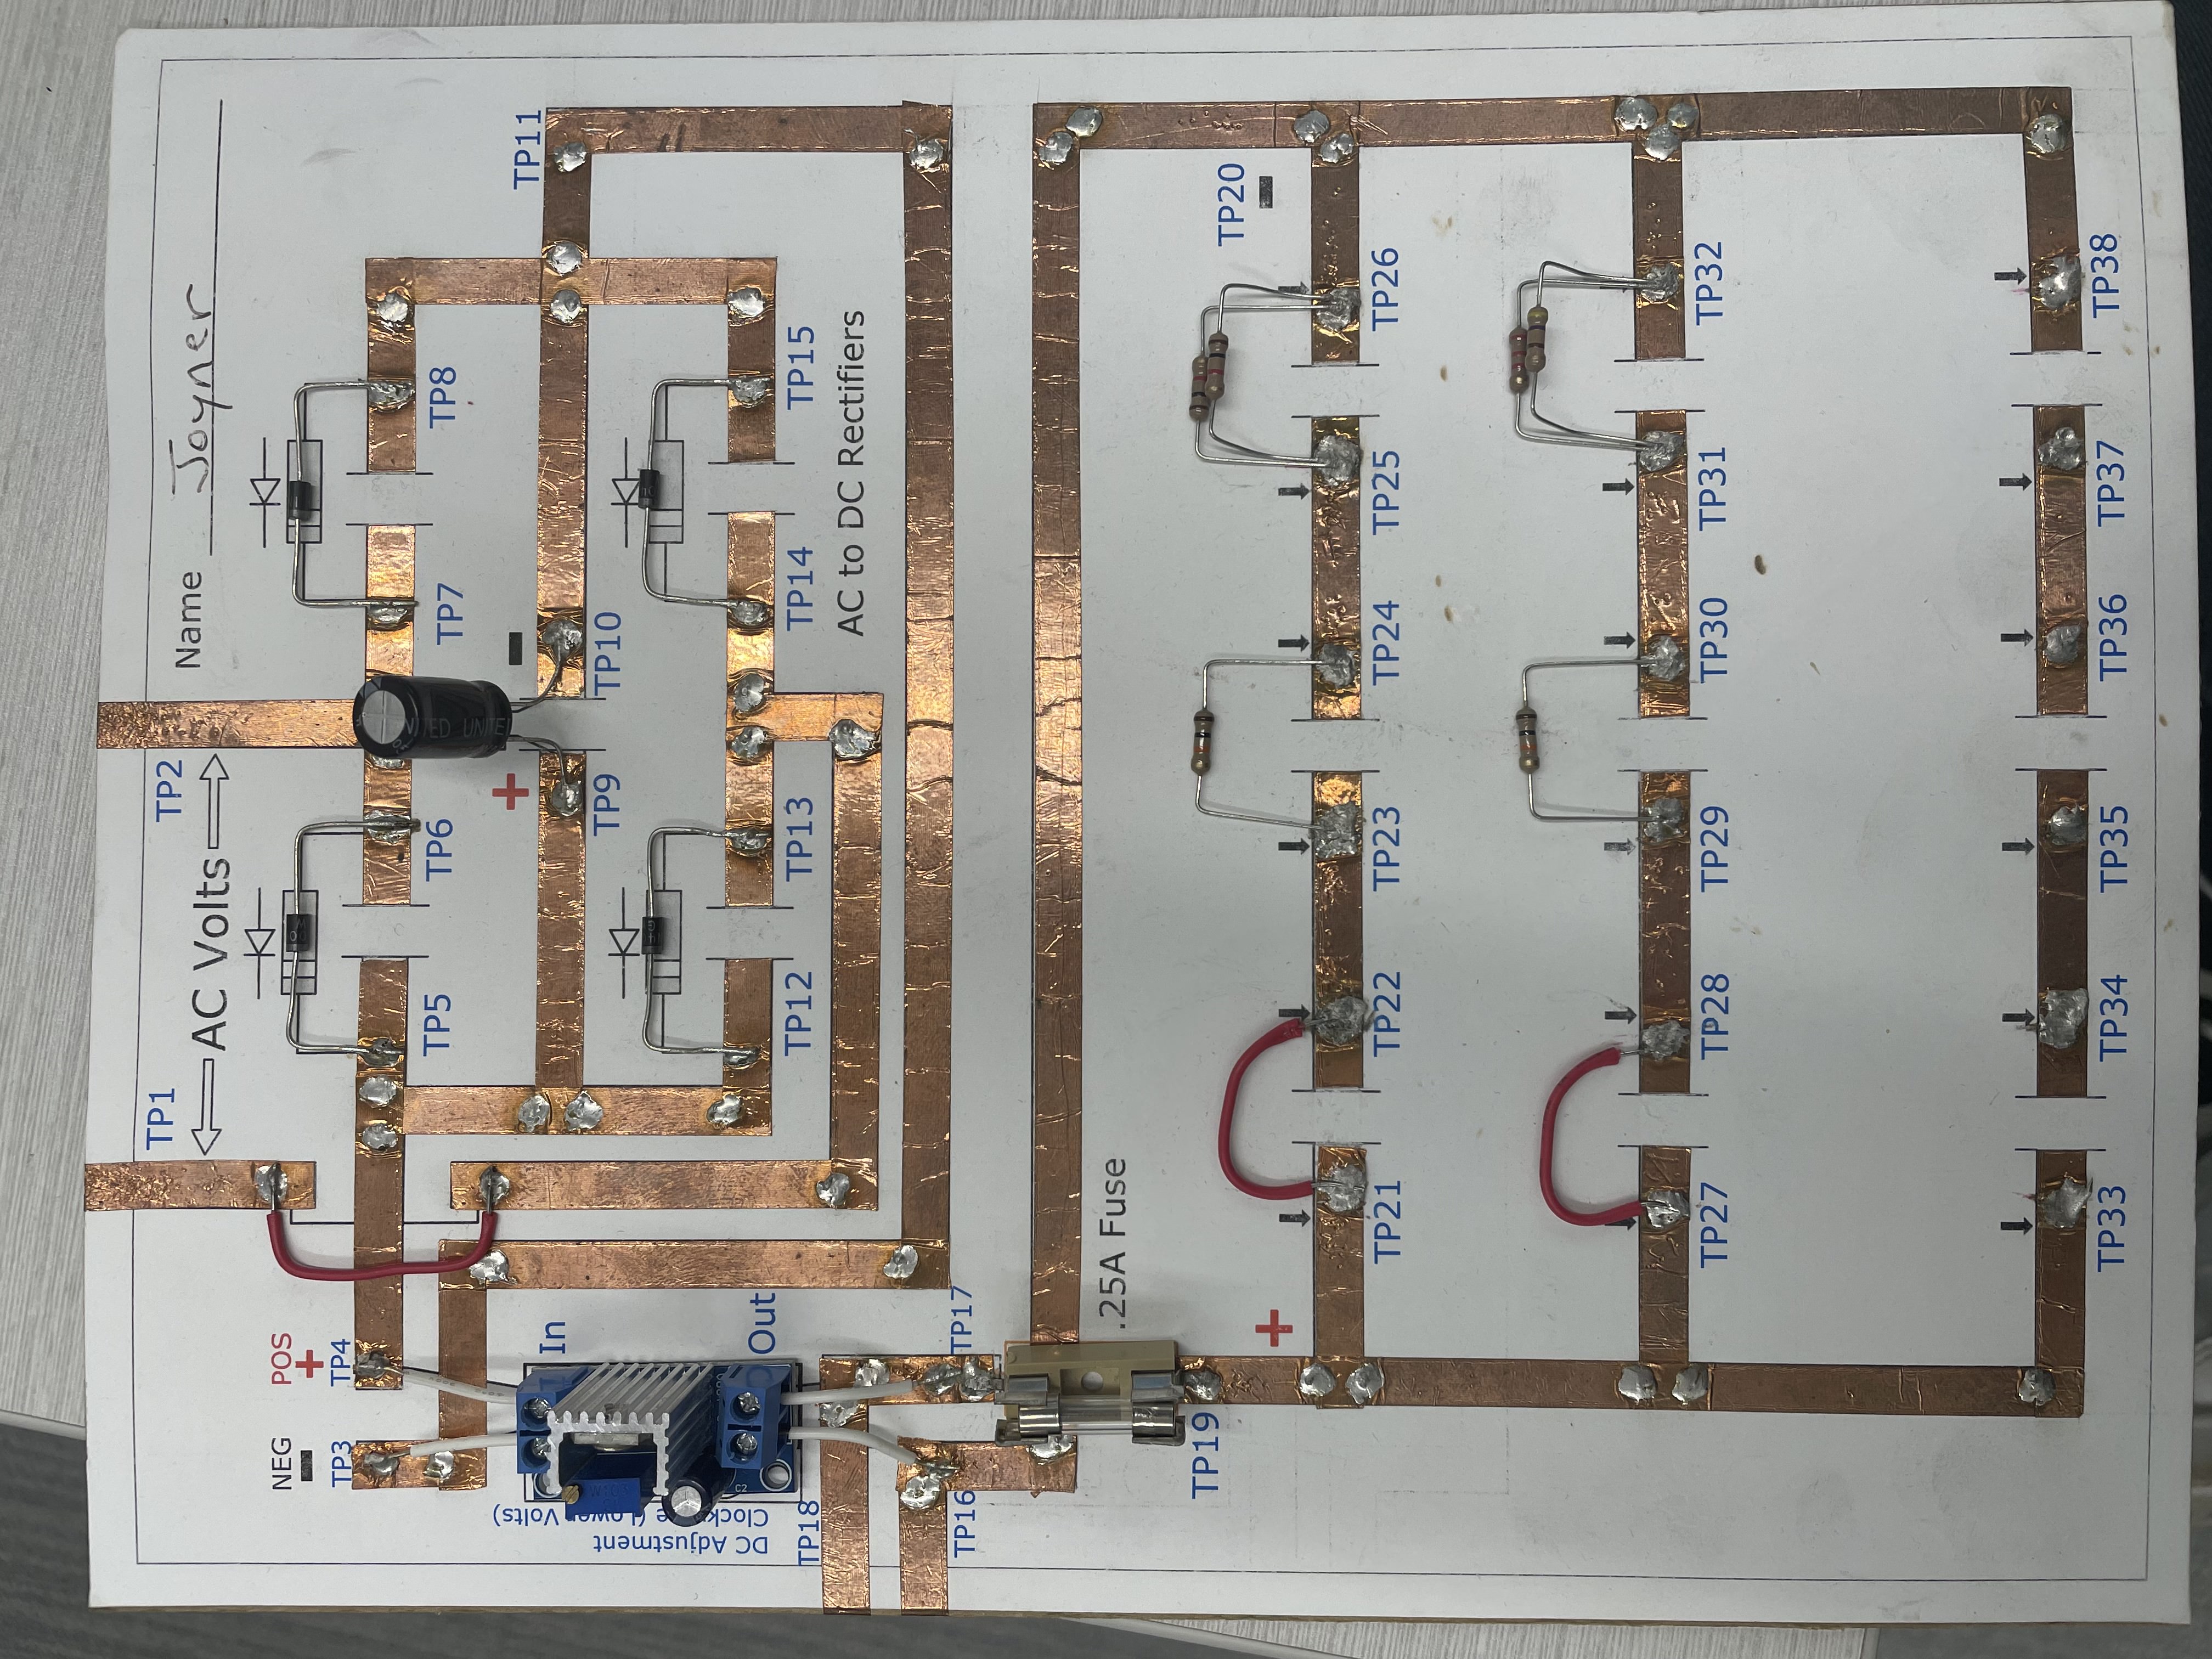 TP1
TP2
AC Volts
Name Joyner
NEG
POS
+
TP3
TP4
TP5
TP6
TP7
TP8
+
TP11
In
TP9
TP10
DC Adjustment
(Lower Volts)
Out
TP12
TP13
TP14
TP15
TP18
AC to DC Rectifiers
TP16
TP17
.25A Fuse
TP19
TP20
+
TP21
TP22
TP23
TP24
TP25
TP26
TP27
TP28
TP29
TP30
TP31
TP32
TP33
TP34
TP35
TP36
TP37
TP38